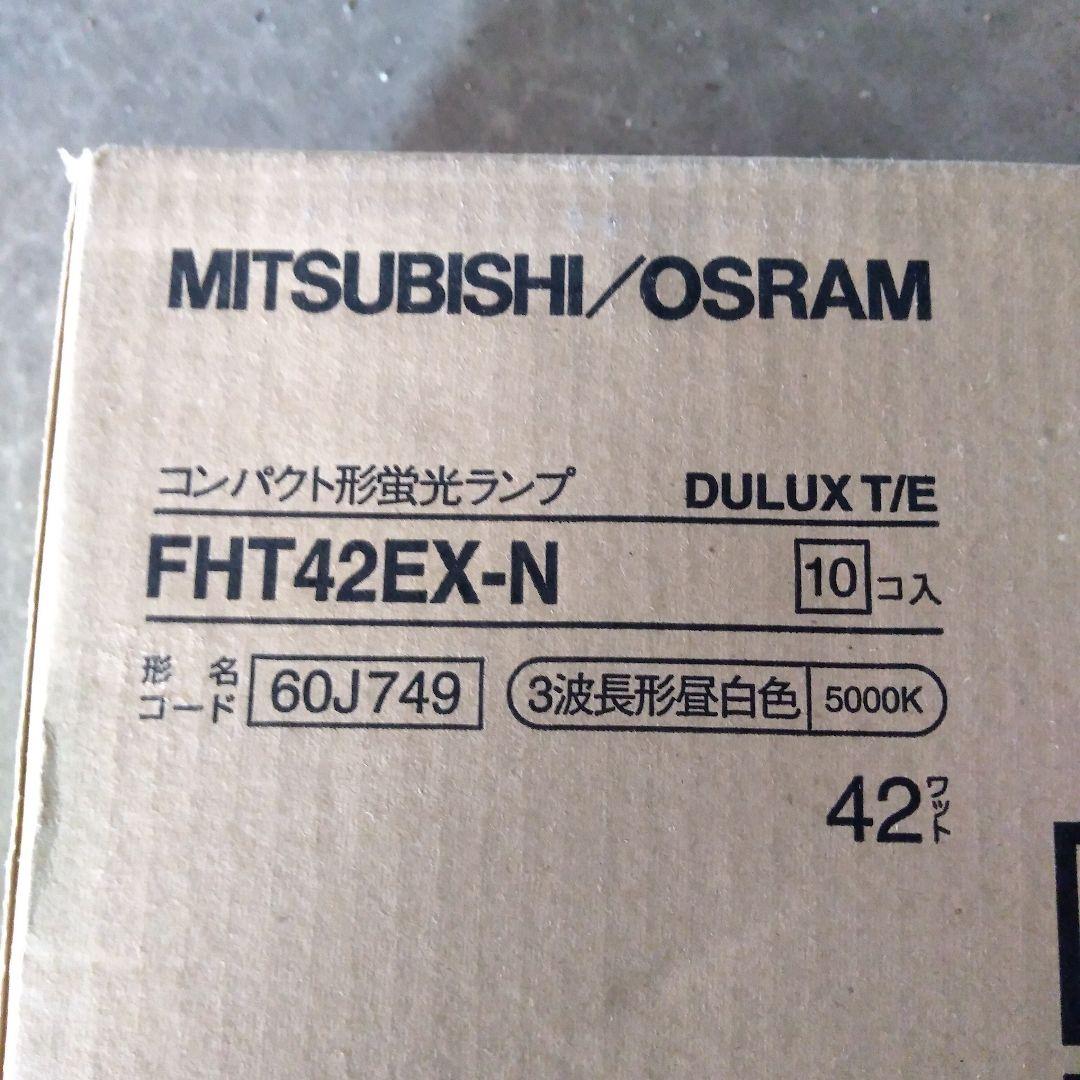 MITSUBISHI/OSRAM
コンパクト形蛍光ランプ DULUX T/E
FHT42EX-N 10コ入
形名コード 60J749 3波長形昼白色 5000K
42ワット